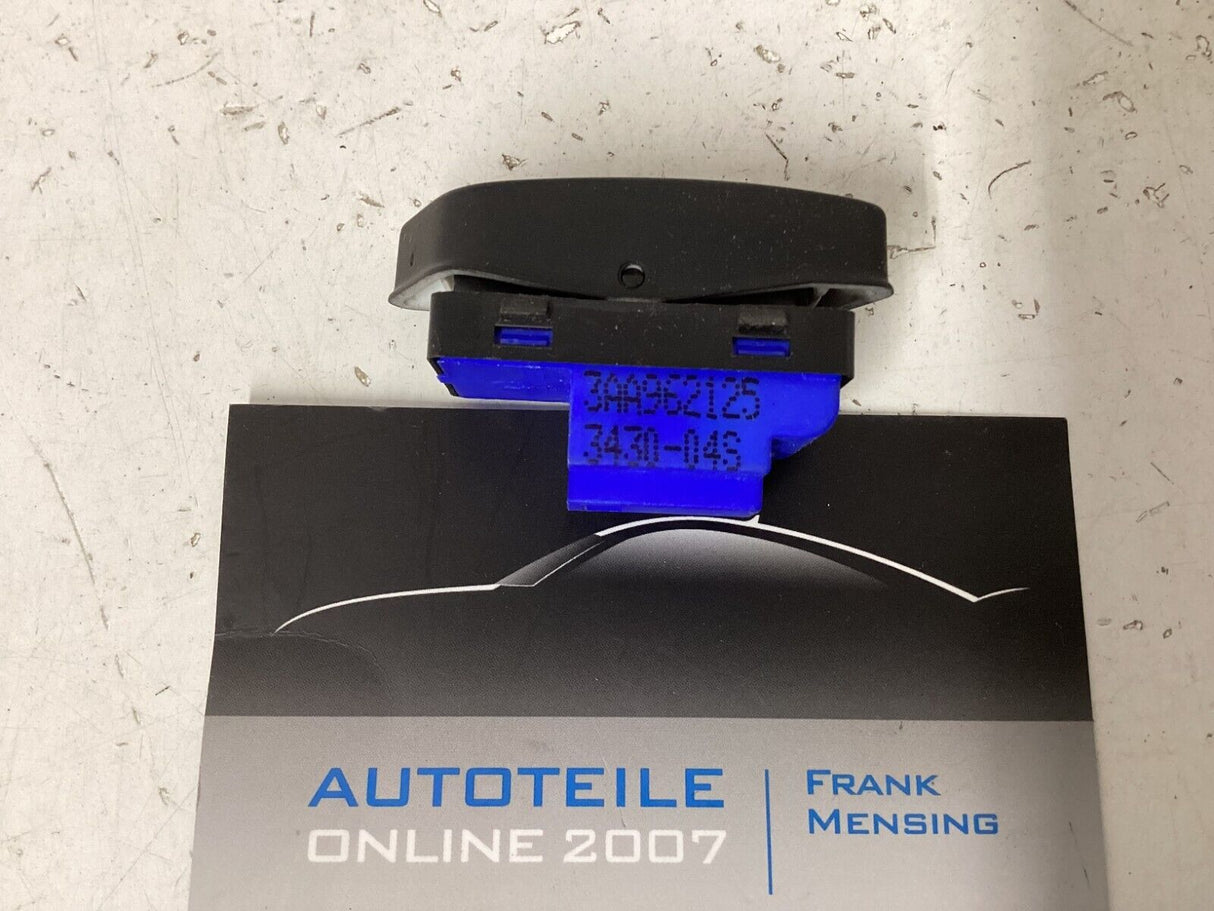 3AA962125
3430-04S
AUTOTEILE
ONLINE 2007
FRANK
MENSING